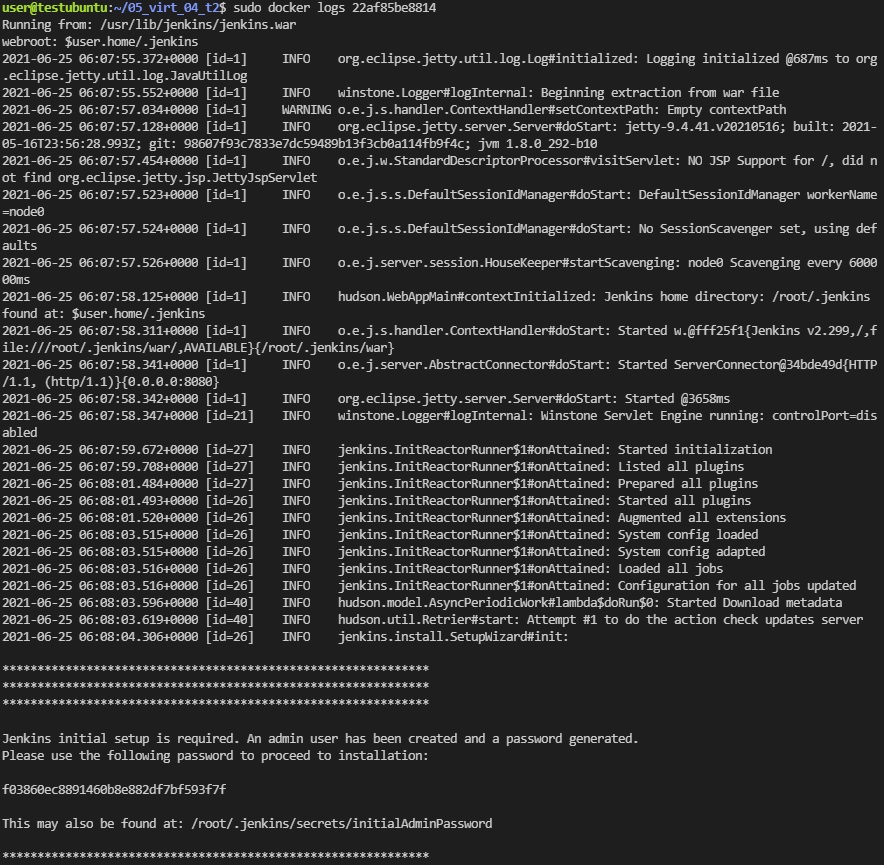 user@testubuntu:~/05_virt_04_t2$ sudo docker logs 22af85be8814
Running from: /usr/lib/jenkins/jenkins.war
webroot: $user.home/.jenkins
2021-06-25 06:07:55.372+0000 [id=1]    INFO    org.eclipse.jetty.util.log.Log#initialized: Logging initialized @687ms to org
.eclipse.jetty.util.log.JavaUtilLog
2021-06-25 06:07:55.552+0000 [id=1]    INFO    winstone.Logger#logInternal: Beginning extraction from war file
2021-06-25 06:07:57.034+0000 [id=1]    WARNING o.e.j.s.handler.ContextHandler#setContextPath: Empty contextPath
2021-06-25 06:07:57.128+0000 [id=1]    INFO    org.eclipse.jetty.server.Server#doStart: jetty-9.4.41.v20210516; built: 2021-
05-16T23:56:28.993Z; git: 98607f93c7833e7dc59489b13f3cb0a114fb9f4c; jvm 1.8.0_292-b10
2021-06-25 06:07:57.454+0000 [id=1]    INFO    o.e.j.w.StandardDescriptorProcessor#visitServlet: NO JSP Support for /, did n
ot find org.eclipse.jetty.jsp.JettyJspServlet
2021-06-25 06:07:57.523+0000 [id=1]    INFO    o.e.j.s.s.DefaultSessionIdManager#doStart: DefaultSessionIdManager workerName
=node0
2021-06-25 06:07:57.524+0000 [id=1]    INFO    o.e.j.s.s.DefaultSessionIdManager#doStart: No SessionScavenger set, using def
aults
2021-06-25 06:07:57.526+0000 [id=1]    INFO    o.e.j.server.session.HouseKeeper#startScavenging: node0 Scavenging every 6000
00ms
2021-06-25 06:07:58.125+0000 [id=1]    INFO    hudson.WebAppMain#contextInitialized: Jenkins home directory: /root/.jenkins
found at: $user.home/.jenkins
2021-06-25 06:07:58.311+0000 [id=1]    INFO    o.e.j.s.handler.ContextHandler#doStart: Started w.@fff25f1{Jenkins v2.299,/,f
ile:///root/.jenkins/war/,AVAILABLE}{/root/.jenkins/war}
2021-06-25 06:07:58.341+0000 [id=1]    INFO    o.e.j.server.AbstractConnector#doStart: Started ServerConnector@34bde49d{HTTP
/1.1, (http/1.1)}{0.0.0.0:8080}
2021-06-25 06:07:58.342+0000 [id=1]    INFO    org.eclipse.jetty.server.Server#doStart: Started @3658ms
2021-06-25 06:07:58.347+0000 [id=21]   INFO    winstone.Logger#logInternal: Winstone Servlet Engine running: controlPort=dis
abled
2021-06-25 06:07:59.672+0000 [id=27]   INFO    jenkins.InitReactorRunner$1#onAttained: Started initialization
2021-06-25 06:07:59.708+0000 [id=27]   INFO    jenkins.InitReactorRunner$1#onAttained: Listed all plugins
2021-06-25 06:08:01.484+0000 [id=27]   INFO    jenkins.InitReactorRunner$1#onAttained: Prepared all plugins
2021-06-25 06:08:01.493+0000 [id=26]   INFO    jenkins.InitReactorRunner$1#onAttained: Started all plugins
2021-06-25 06:08:01.520+0000 [id=26]   INFO    jenkins.InitReactorRunner$1#onAttained: Augmented all extensions
2021-06-25 06:08:03.515+0000 [id=26]   INFO    jenkins.InitReactorRunner$1#onAttained: System config loaded
2021-06-25 06:08:03.515+0000 [id=26]   INFO    jenkins.InitReactorRunner$1#onAttained: System config adapted
2021-06-25 06:08:03.516+0000 [id=26]   INFO    jenkins.InitReactorRunner$1#onAttained: Loaded all jobs
2021-06-25 06:08:03.516+0000 [id=26]   INFO    jenkins.InitReactorRunner$1#onAttained: Configuration for all jobs updated
2021-06-25 06:08:03.596+0000 [id=40]   INFO    hudson.model.AsyncPeriodicWork#lambda$doRun$0: Started Download metadata
2021-06-25 06:08:03.619+0000 [id=40]   INFO    hudson.util.Retrier#start: Attempt #1 to do the action check updates server
2021-06-25 06:08:04.306+0000 [id=26]   INFO    jenkins.install.SetupWizard#init:
*************************************************************
*************************************************************
*************************************************************
Jenkins initial setup is required. An admin user has been created and a password generated.
Please use the following password to proceed to installation:
f03860ec8891460b8e882df7bf593f7f
This may also be found at: /root/.jenkins/secrets/initialAdminPassword
*************************************************************